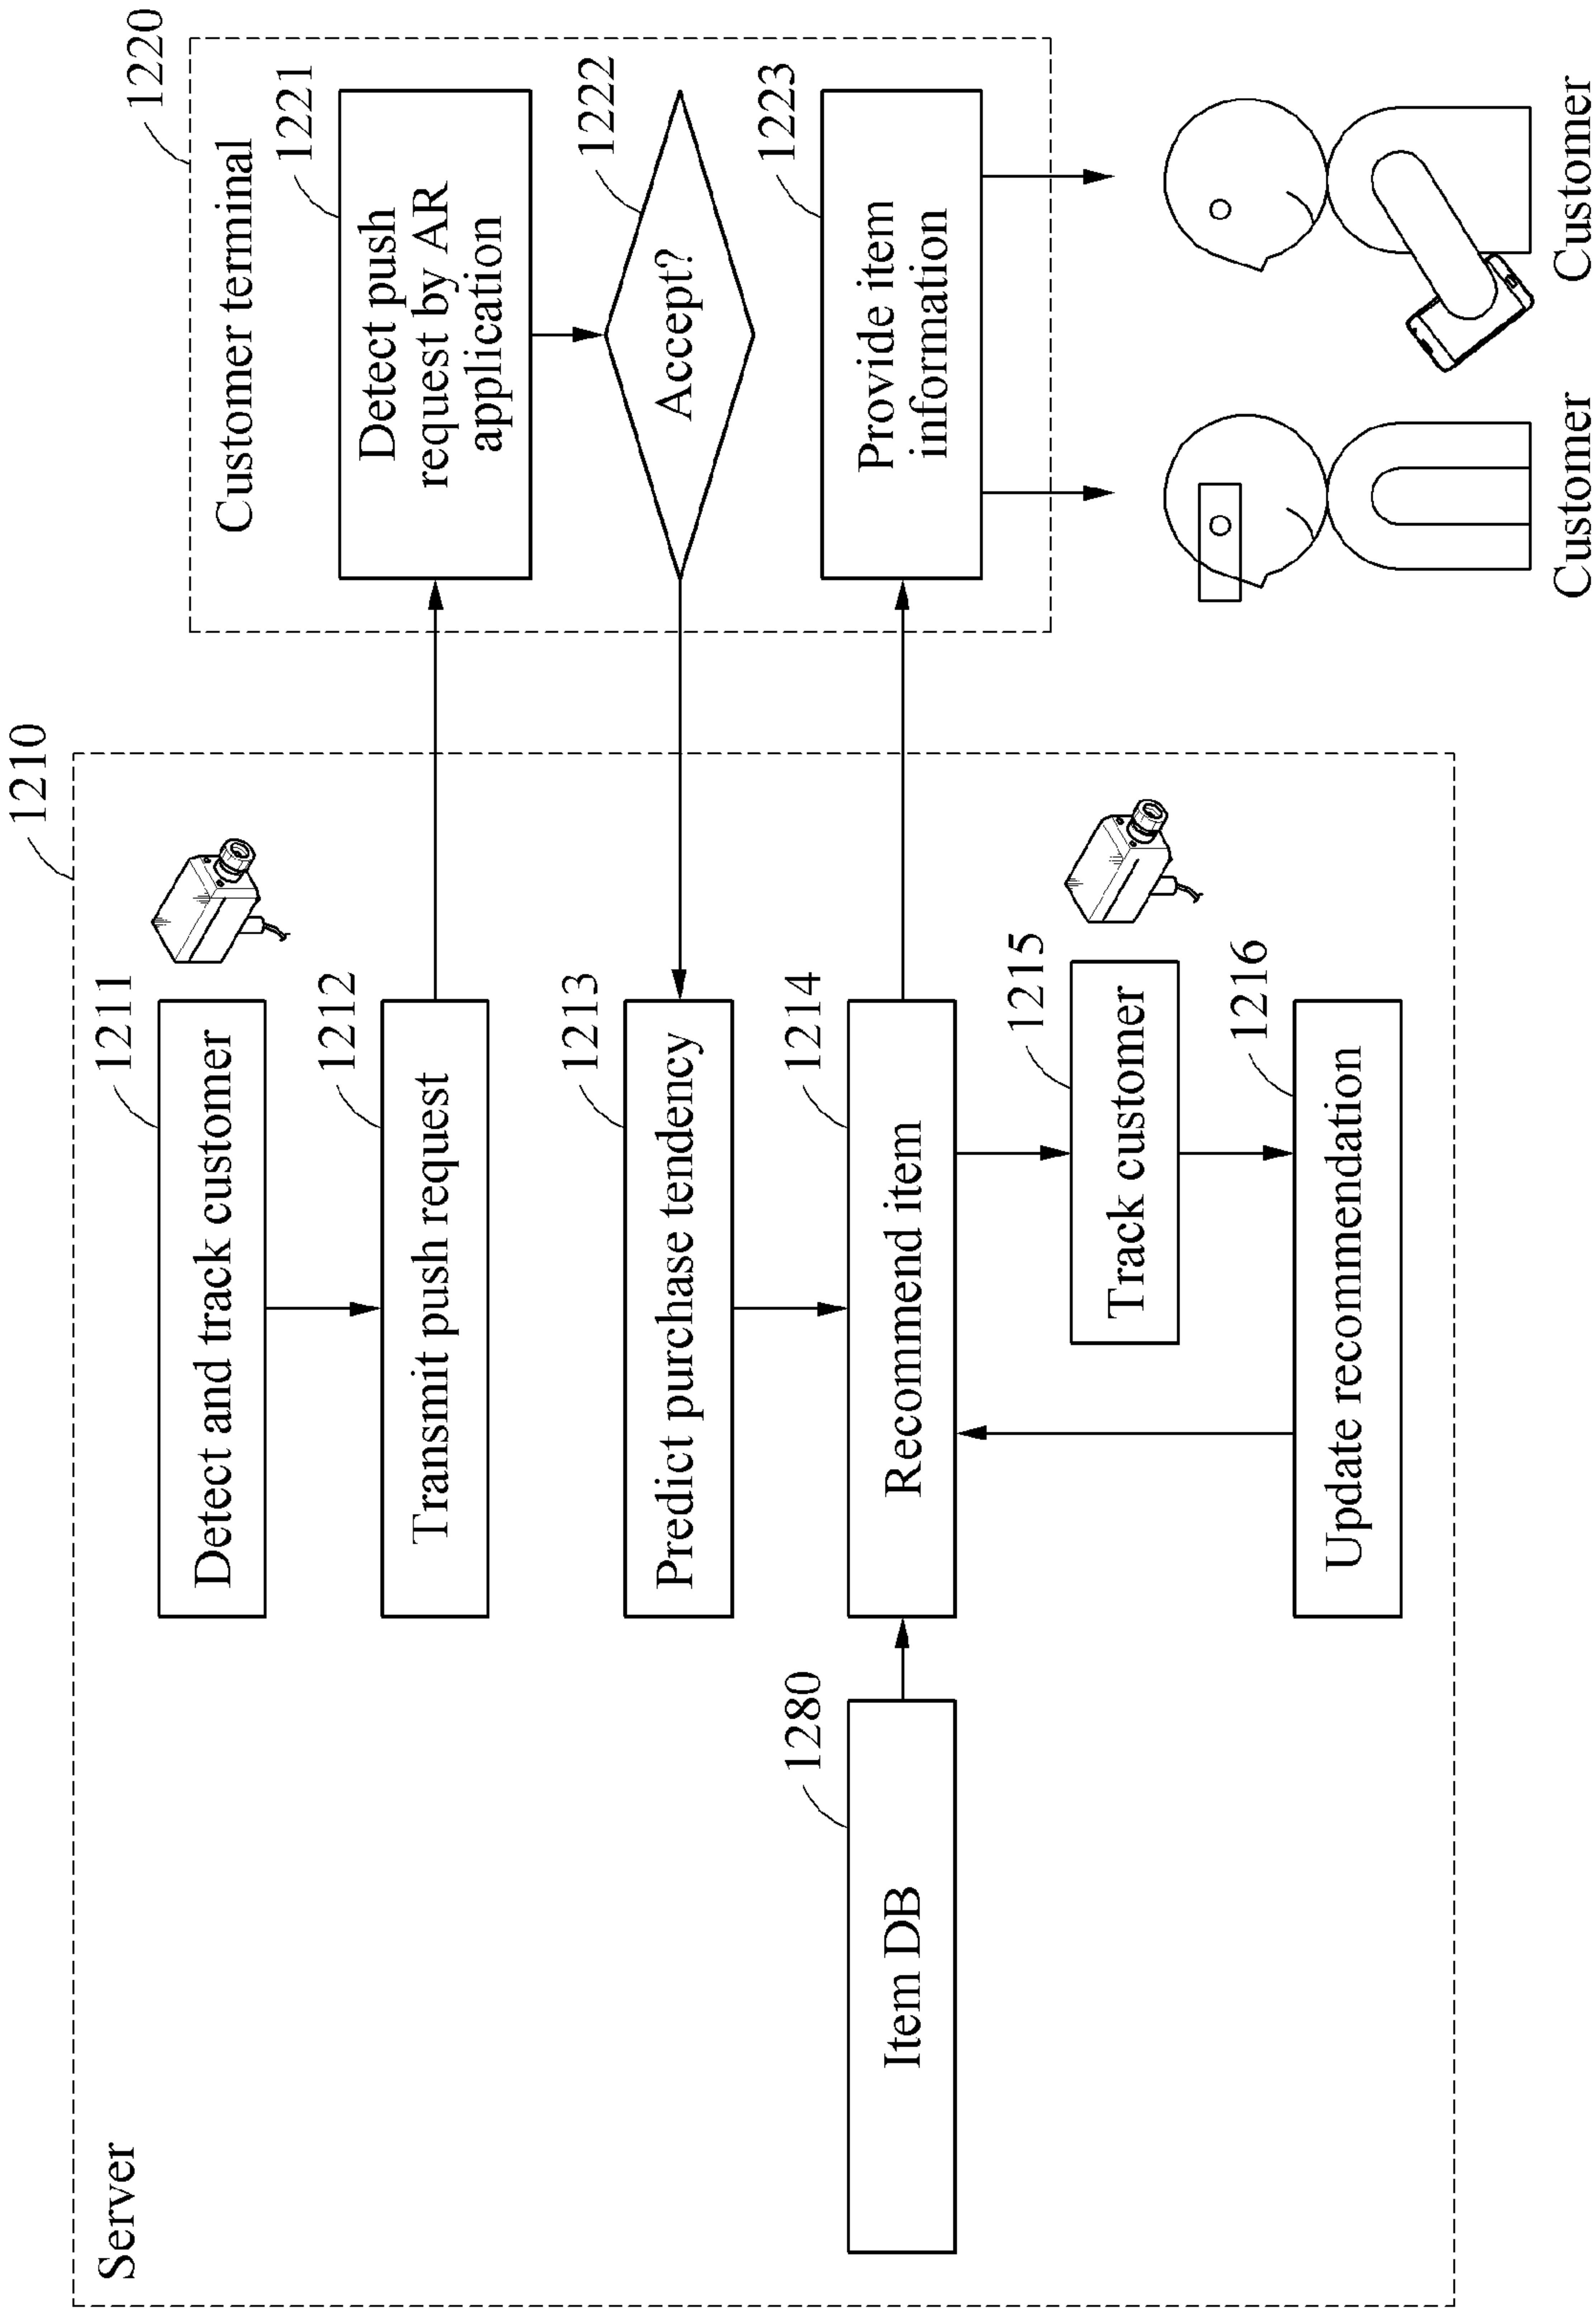 1210
1220
Server
Customer terminal
1211
Detect and track customer
1212
Transmit push request
1221
Detect push
request by AR
application
1222
Accept?
1213
Predict purchase tendency
1280
Item DB
1214
Recommend item
1223
Provide item
information
1215
Track customer
1216
Update recommendation
Customer
Customer